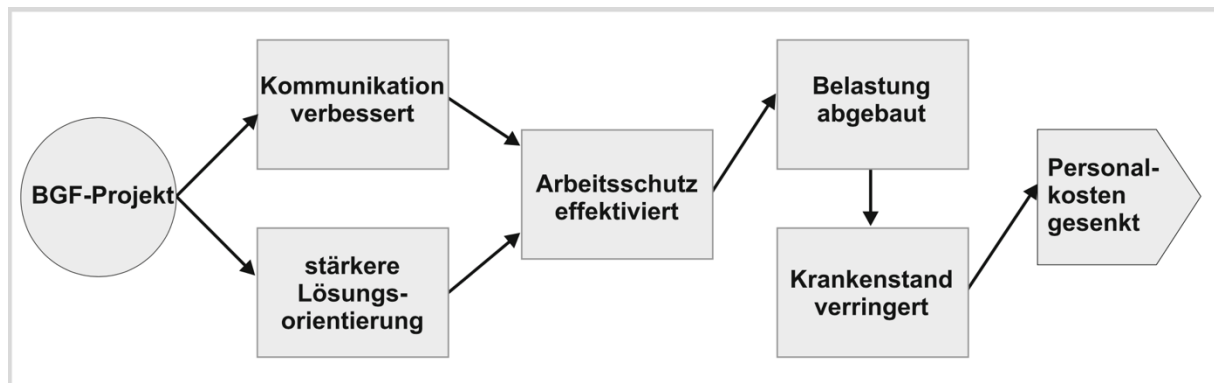 BGF-Projekt
Kommunikation
verbessert
stärkere
Lösungs-
orientierung
Arbeitsschutz
effektiviert
Belastung
abgebaut
Krankenstand
verringert
Personal-
kosten
gesenkt